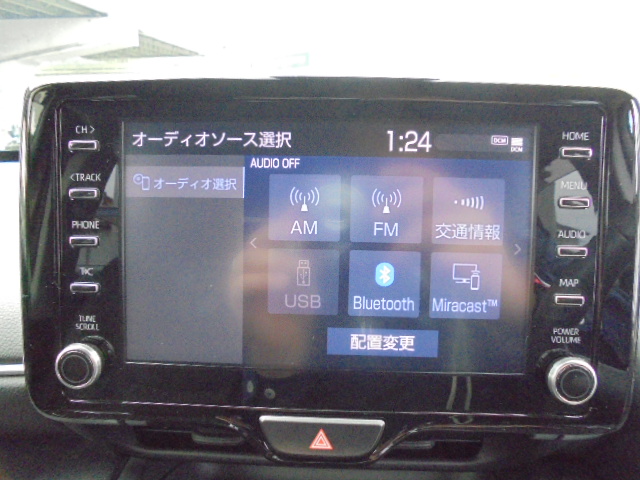 オーディオソース選択
1:24
DCM
DCM
AUDIO OFF
オーディオ選択
AM
FM
交通情報
USB
Bluetooth
Miracast™
配置変更
CH >
< TRACK
PHONE
TUNE
SCROLL
HOME
MENU
AUDIO
MAP
POWER
VOLUME